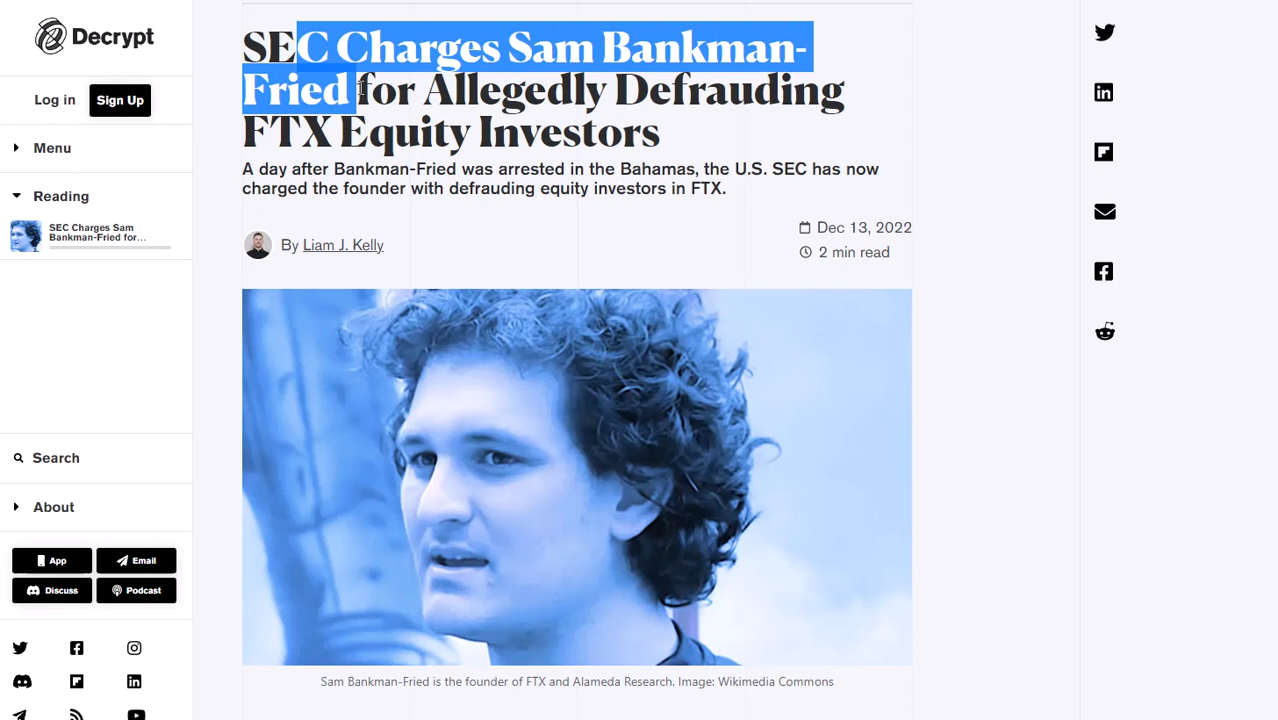 Decrypt
Log in
Sign Up
Menu
Reading
SEC Charges Sam
Bankman-Fried for...
Search
About
App
Email
Discuss
Podcast
SEC Charges Sam Bankman-
Fried for Allegedly Defrauding
FTX Equity Investors
A day after Bankman-Fried was arrested in the Bahamas, the U.S. SEC has now
charged the founder with defrauding equity investors in FTX.
By Liam J. Kelly
Dec 13, 2022
2 min read
Sam Bankman-Fried is the founder of FTX and Alameda Research. Image: Wikimedia Commons